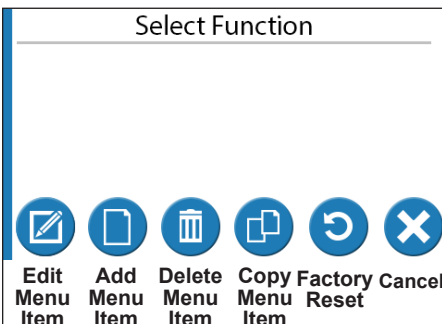 Select Function
Edit Add Delete Copy Factory Cancel
Menu Menu Menu Menu Reset
Item Item Item Item